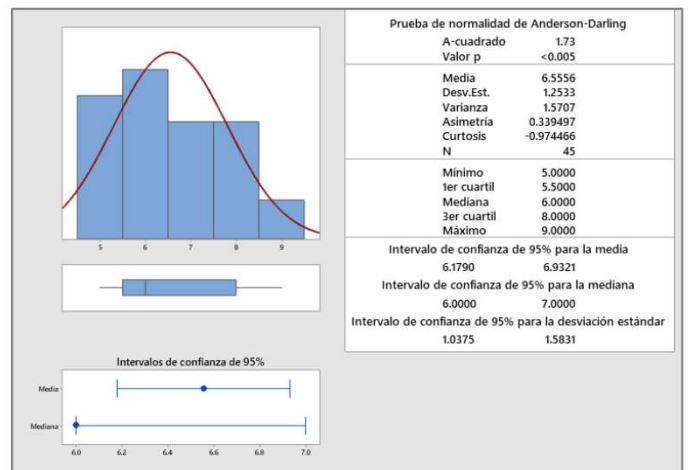 5 6 7 8 9
Intervalos de confianza de 95%
Media
Mediana
6.0 6.2 6.4 6.6 6.8 7.0
Prueba de normalidad de Anderson-Darling
A-cuadrado 1.73
Valor p <0.005
Media 6.5556
Desv.Est. 1.2533
Varianza 1.5707
Asimetría 0.339497
Curtosis -0.974466
N 45
Mínimo 5.0000
1er cuartil 5.5000
Mediana 6.0000
3er cuartil 8.0000
Máximo 9.0000
Intervalo de confianza de 95% para la media
6.1790 6.9321
Intervalo de confianza de 95% para la mediana
6.0000 7.0000
Intervalo de confianza de 95% para la desviación estándar
1.0375 1.5831